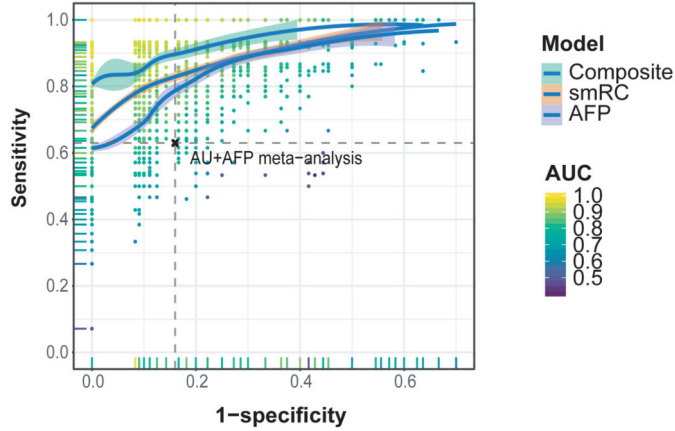 1.0
0.8
0.6
0.4
0.2
0.0
Sensitivity
AU+AFP meta−analysis
0.0
0.2
0.4
0.6
1−specificity
Model
Composite
smRC
AFP
AUC
1.0
0.9
0.8
0.7
0.6
0.5